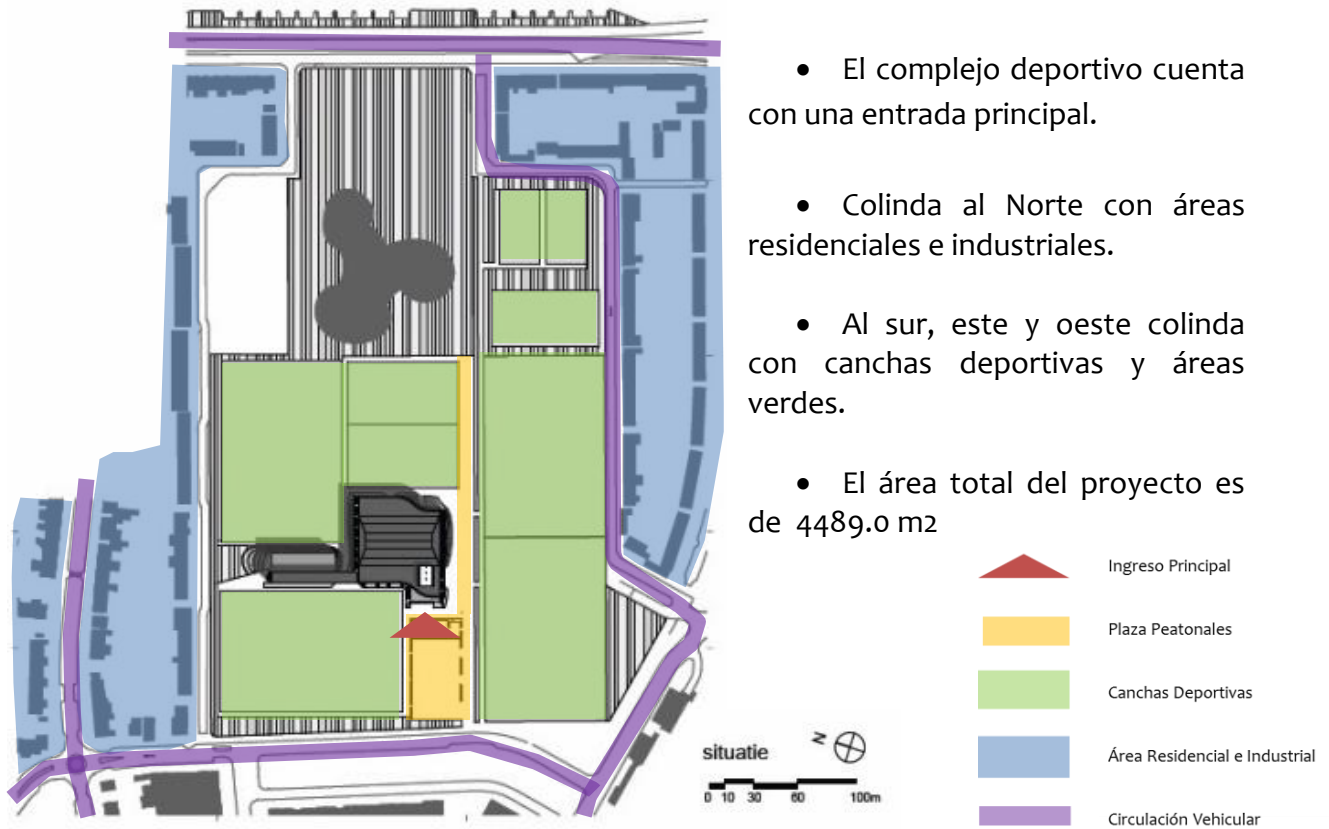 • El complejo deportivo cuenta
con una entrada principal.
• Colinda al Norte con áreas
residenciales e industriales.
• Al sur, este y oeste colinda
con canchas deportivas y áreas
verdes.
• El área total del proyecto es
de 4489.0 m2
Ingreso Principal
Plaza Peatonales
Canchas Deportivas
Área Residencial e Industrial
Circulación Vehicular
situatie N
0 10 30 60 100m